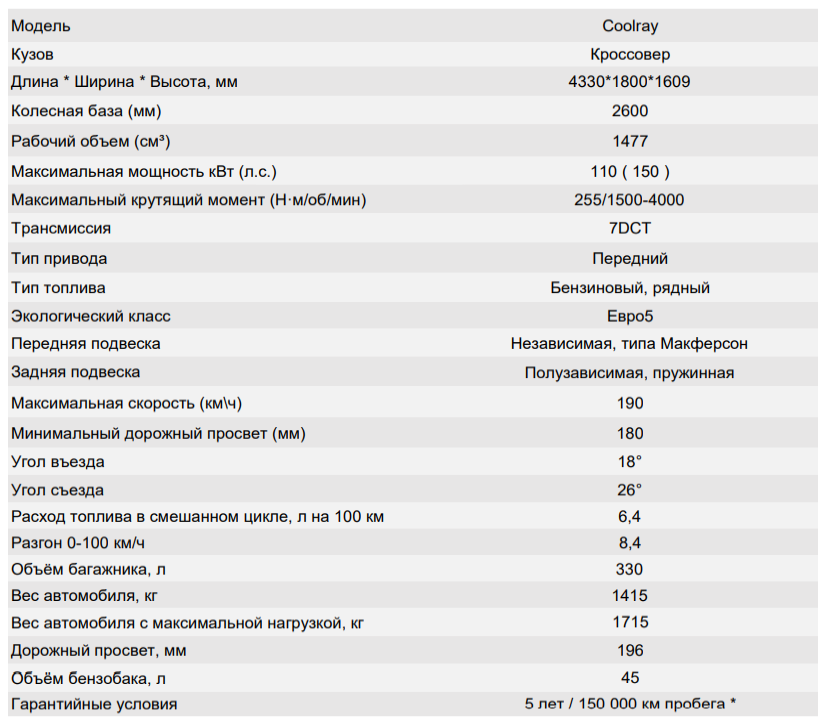 Модель Coolray
Кузов Кроссовер
Длина * Ширина * Высота, мм 4330*1800*1609
Колесная база (мм) 2600
Рабочий объем (см³) 1477
Максимальная мощность кВт (л.с.) 110 ( 150 )
Максимальный крутящий момент (Н·м/об/мин) 255/1500-4000
Трансмиссия 7DCT
Тип привода Передний
Тип топлива Бензиновый, рядный
Экологический класс Евро5
Передняя подвеска Независимая, типа Макферсон
Задняя подвеска Полузависимая, пружинная
Максимальная скорость (км\ч) 190
Минимальный дорожный просвет (мм) 180
Угол въезда 18°
Угол съезда 26°
Расход топлива в смешанном цикле, л на 100 км 6,4
Разгон 0-100 км/ч 8,4
Объём багажника, л 330
Вес автомобиля, кг 1415
Вес автомобиля с максимальной нагрузкой, кг 1715
Дорожный просвет, мм 196
Объём бензобака, л 45
Гарантийные условия 5 лет / 150 000 км пробега *